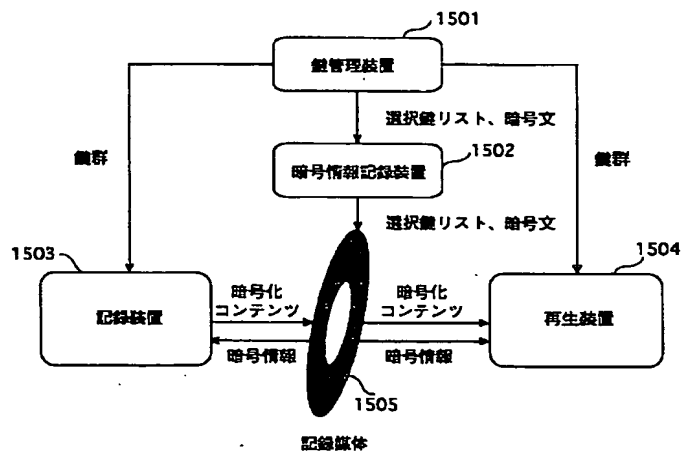 1501
鍵管理装置
選択鍵リスト、暗号文
鍵群
1502
鍵群
暗号情報記録装置
選択鍵リスト、暗号文
1503
1504
記録装置
暗号化
コンテンツ
暗号化
コンテンツ
再生装置
暗号情報
暗号情報
1505
記録媒体